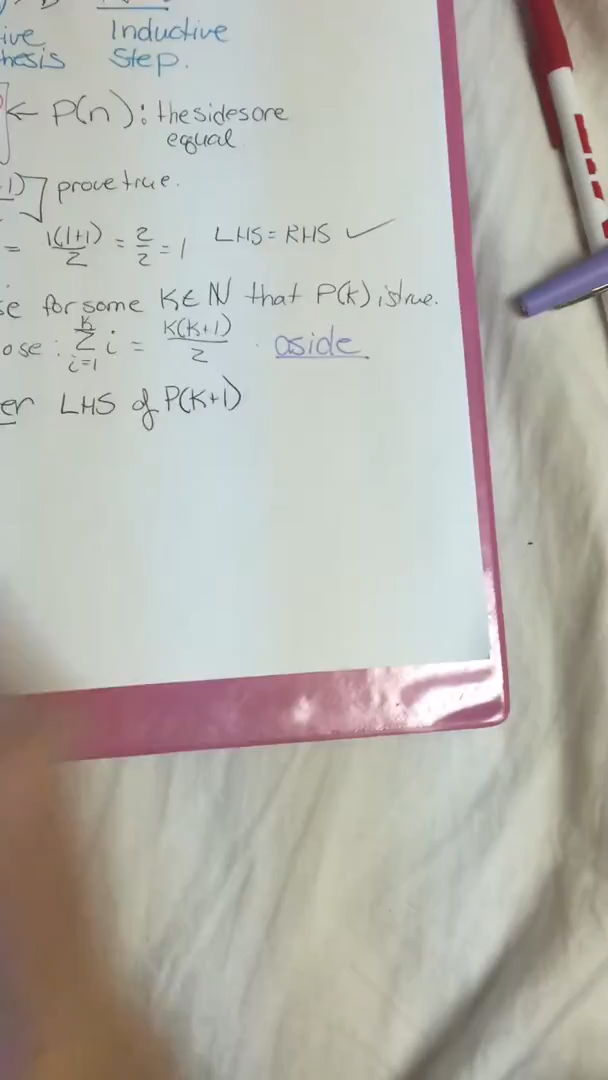 Inductive
Step.
← P(n): the sides are
equal
prove true.
= 1(1+1)/2 = 2/2 = 1 LHS = RHS ✓
for some K ∈ ℕ that P(k) is true.
: K Σ i=1 i = K(K+1)/2 aside
LHS of P(K+1)